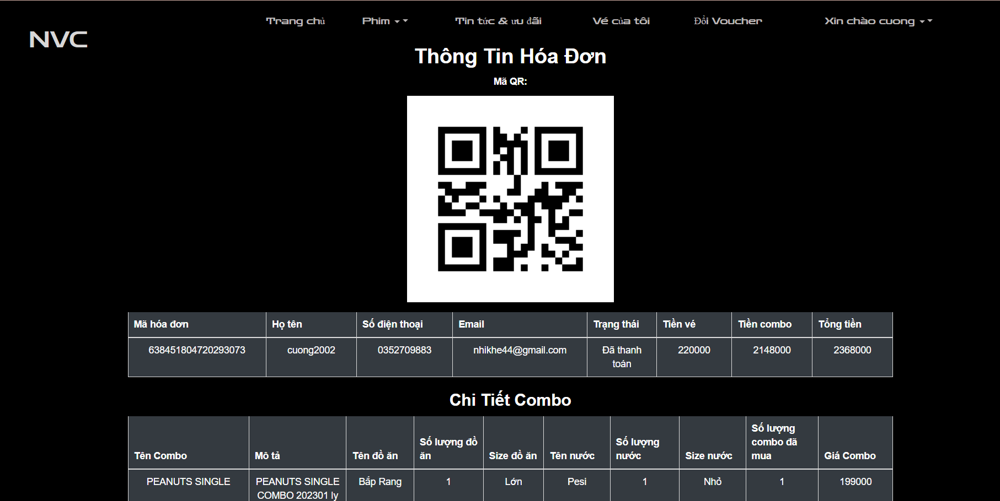 Trang chủ
Phim
Tin tức & ưu đãi
Vé của tôi
Đổi Voucher
Xin chào cuong
NVC
Thông Tin Hóa Đơn
Mã QR:
Mã hóa đơn
Họ tên
Số điện thoại
Email
Trạng thái
Tiền vé
Tiền combo
Tổng tiền
638451804720293073
cuong2002
0352709883
nhikhe44@gmail.com
Đã thanh
toán
220000
2148000
2368000
Chi Tiết Combo
Tên Combo
Mô tả
Tên đồ ăn
Số lượng đồ
ăn
Size đồ ăn
Tên nước
Số lượng
nước
Size nước
Số lượng
combo đã
mua
Giá Combo
PEANUTS SINGLE
PEANUTS SINGLE
COMBO 202301 ly
Bắp Rang
1
Lớn
Pesi
1
Nhỏ
1
199000